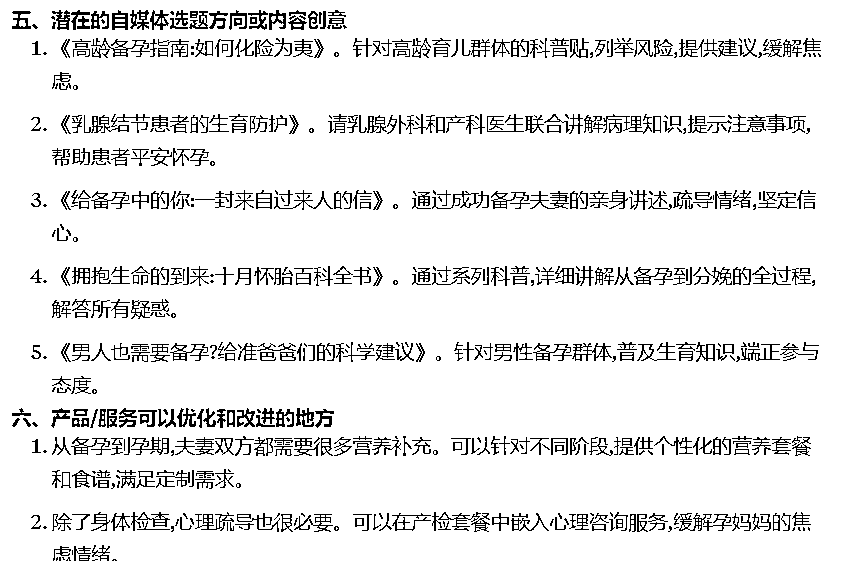 五、潜在的自媒体选题方向或内容创意
1. 《高龄备孕指南:如何化险为夷》。针对高龄育儿群体的科普贴,列举风险,提供建议,缓解焦
虑。
2. 《乳腺结节患者的生育防护》。请乳腺外科和产科医生联合讲解病理知识,提示注意事项,
帮助患者平安怀孕。
3. 《给备孕中的你:一封来自过来人的信》。通过成功备孕夫妻的亲身讲述,疏导情绪,坚定信
心。
4. 《拥抱生命的到来:十月怀胎百科全书》。通过系列科普,详细讲解从备孕到分娩的全过程,
解答所有疑惑。
5. 《男人也需要备孕?给准爸爸们的科学建议》。针对男性备孕群体,普及生育知识,端正参与
态度。
六、产品/服务可以优化和改进的地方
1. 从备孕到孕期,夫妻双方都需要很多营养补充。可以针对不同阶段,提供个性化的营养套餐
和食谱,满足定制需求。
2. 除了身体检查,心理疏导也很必要。可以在产检套餐中嵌入心理咨询服务,缓解孕妈妈的焦
虑情绪。